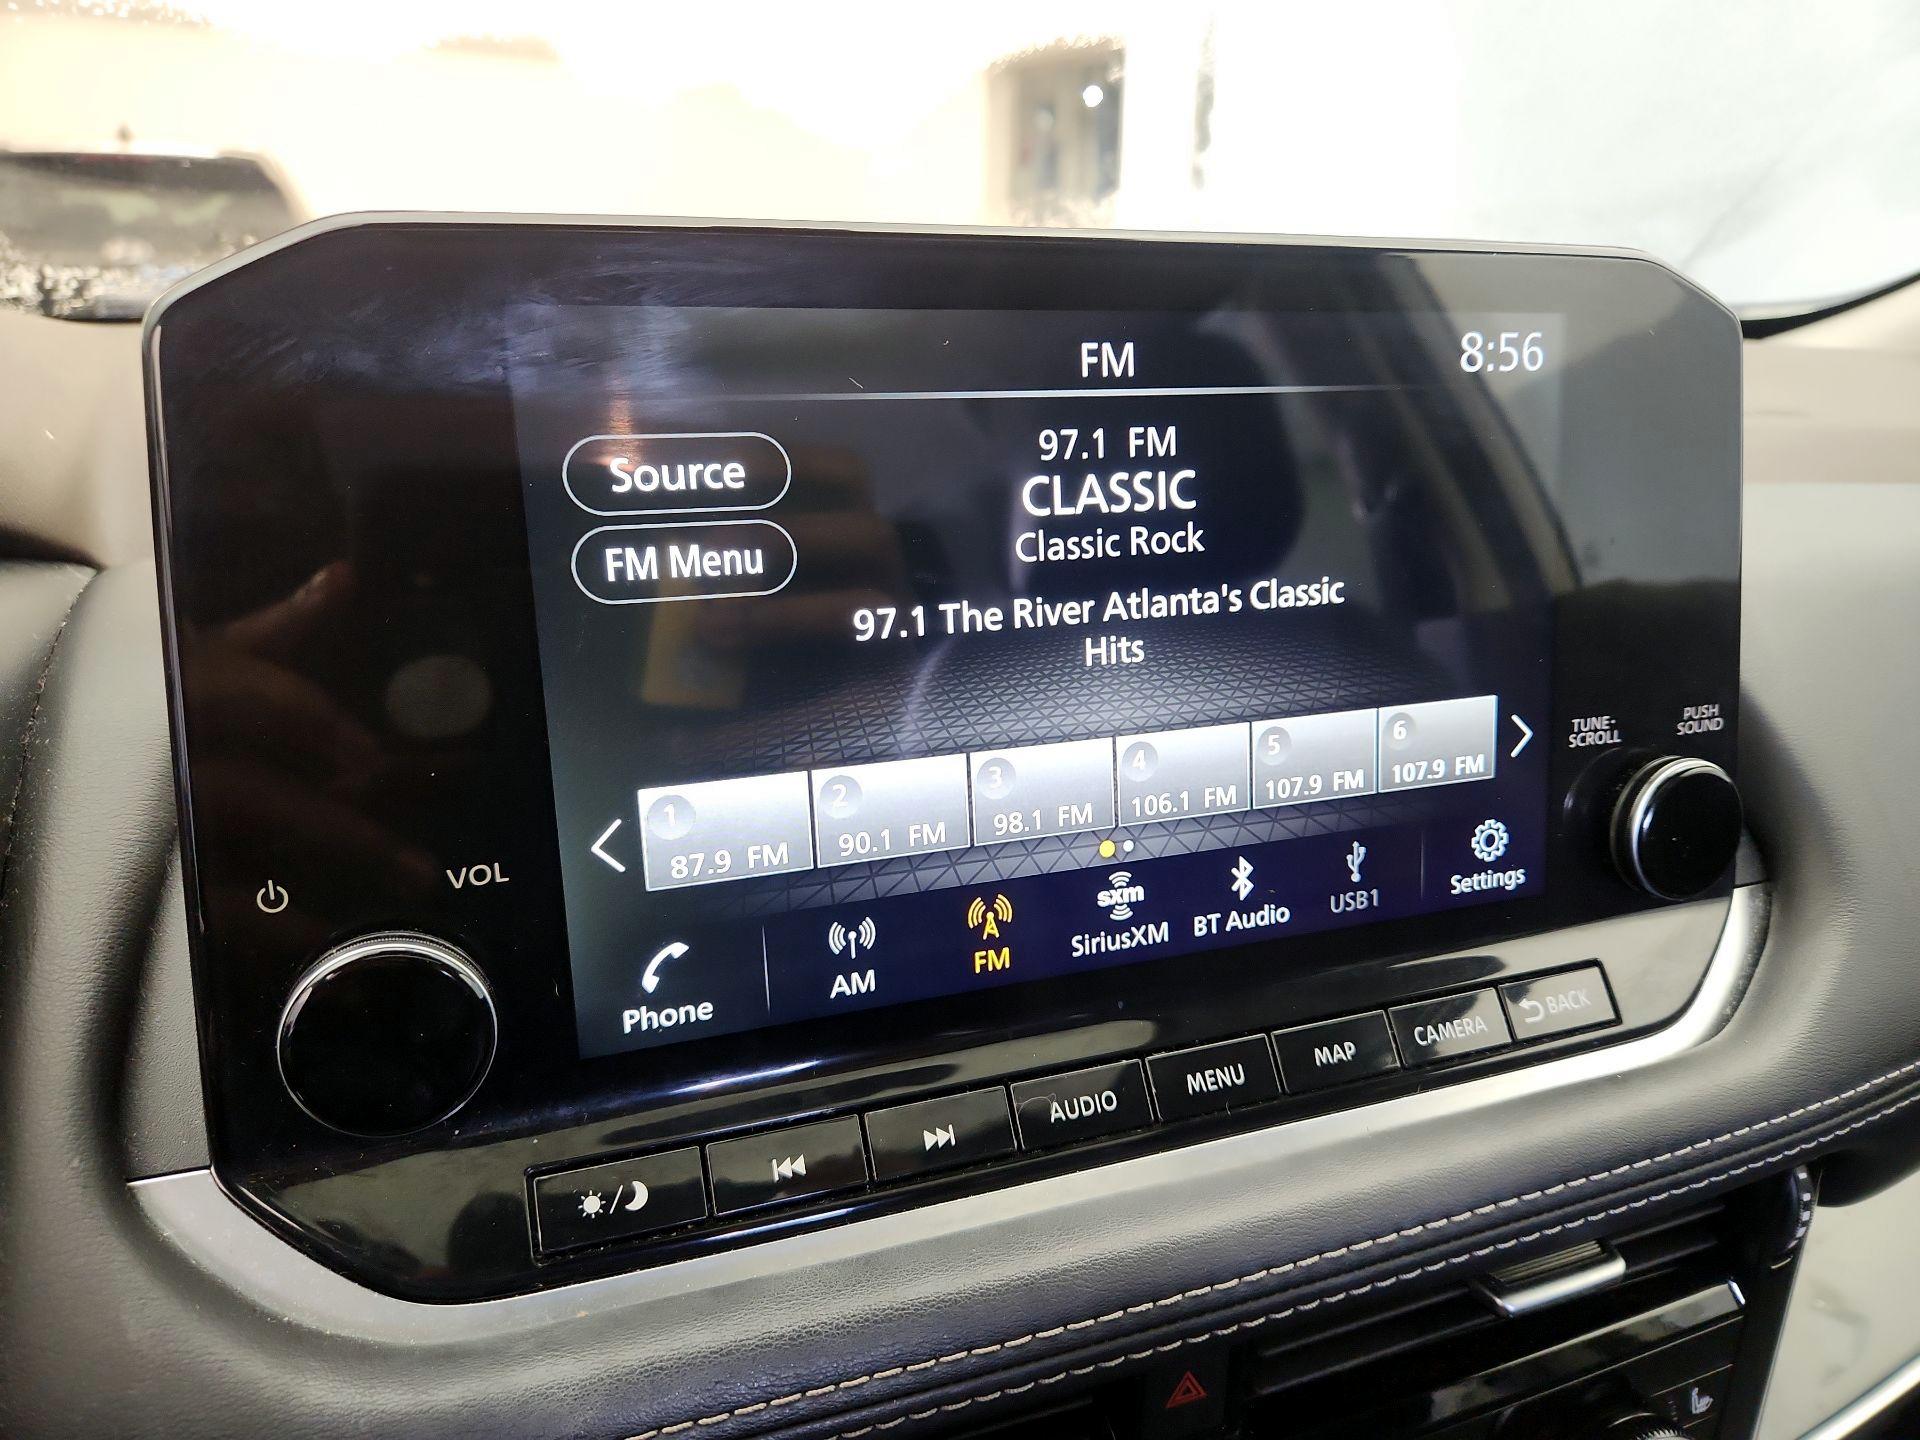 FM
8:56
Source
FM Menu
97.1 FM
CLASSIC
Classic Rock
97.1 The River Atlanta's Classic
Hits
1
87.9 FM
2
90.1 FM
3
98.1 FM
4
106.1 FM
5
107.9 FM
6
107.9 FM
TUNE·
SCROLL
PUSH
SOUND
VOL
Phone
AM
FM
sxm
SiriusXM
BT Audio
USB1
Settings
AUDIO
MENU
MAP
CAMERA
BACK